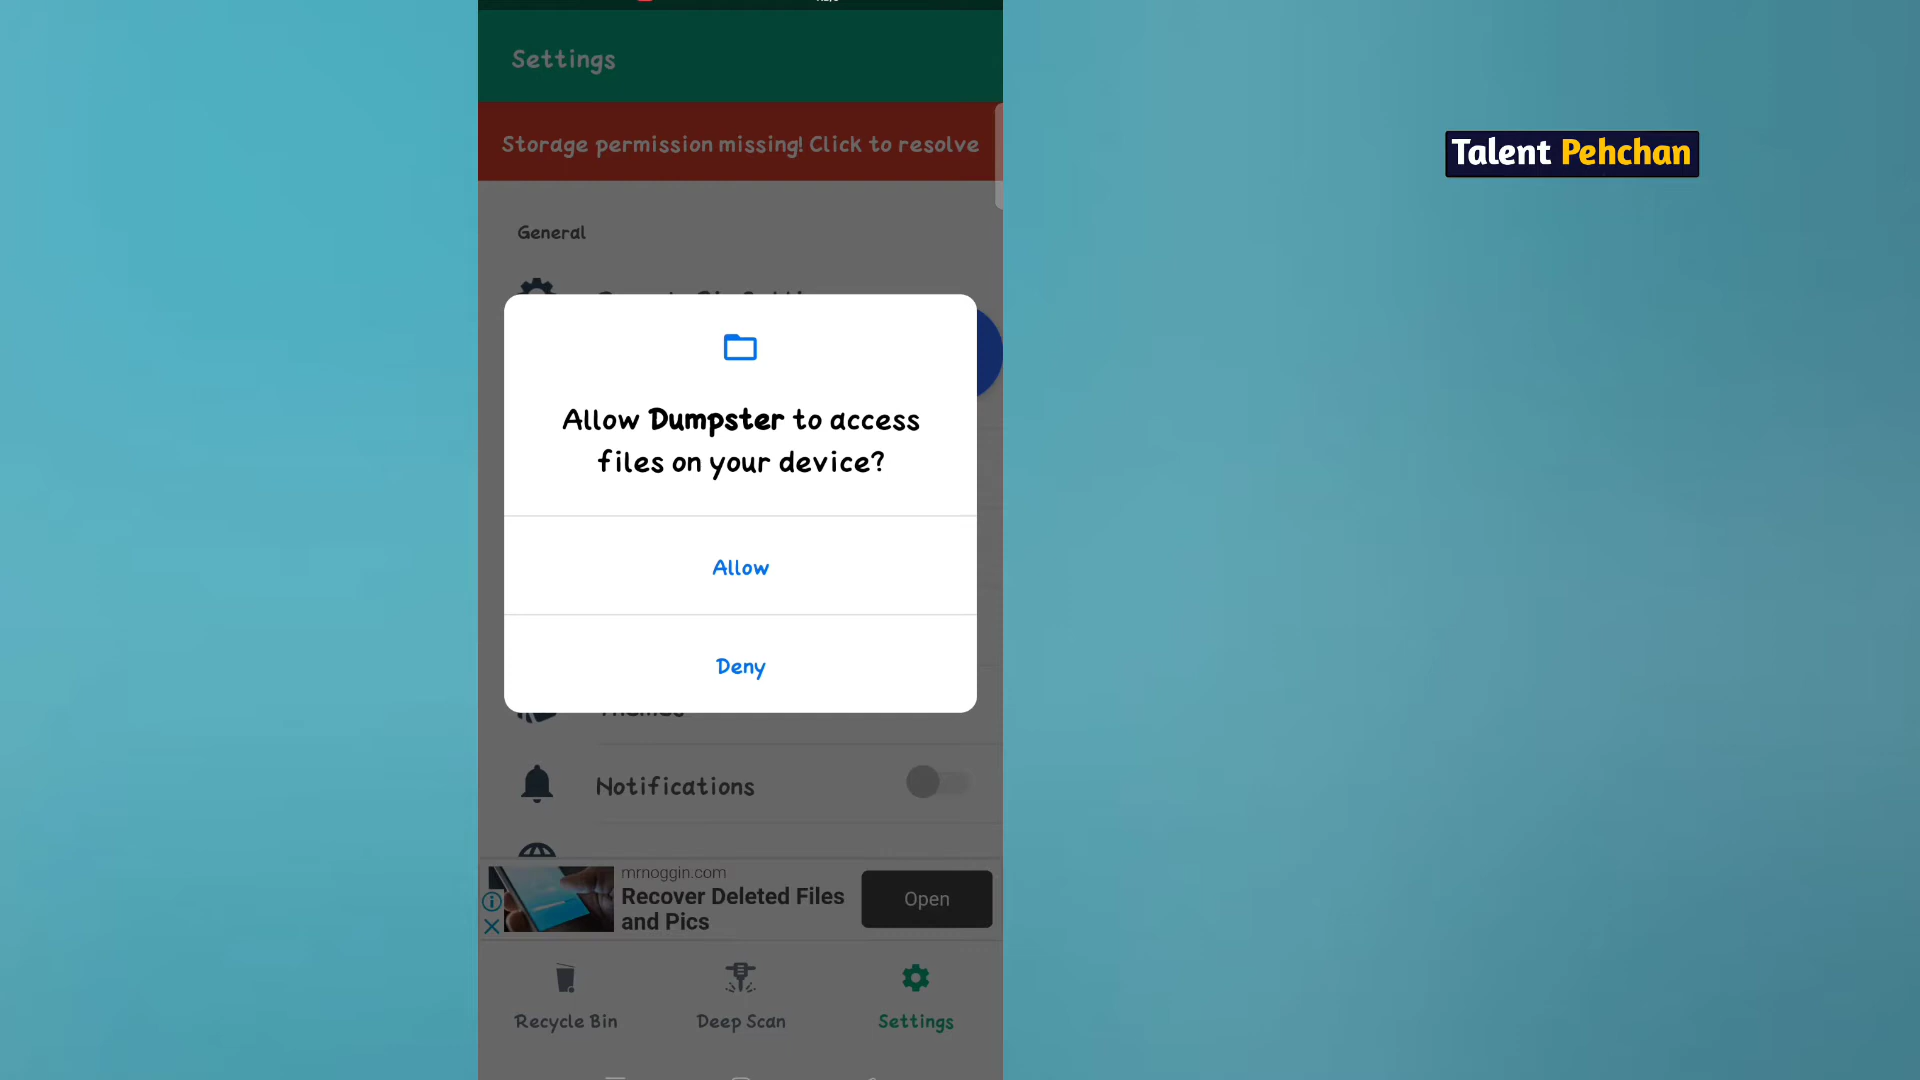 Settings
Storage permission missing! Click to resolve
Talent Pehchan
General
Allow Dumpster to access
files on your device?
Allow
Deny
Themes
Notifications
mrnoggin.com
Recover Deleted Files
and Pics
Open
Recycle Bin
Deep Scan
Settings